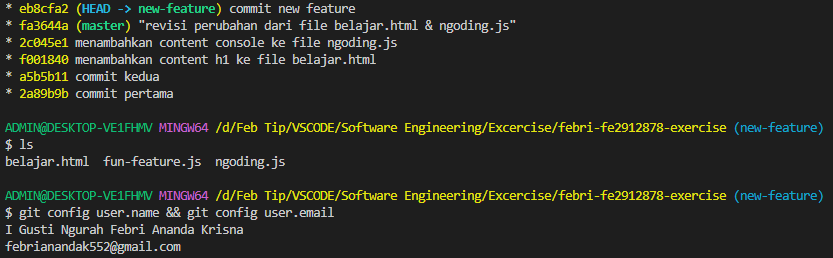 * eb8cfa2 (HEAD -> new-feature) commit new feature
* fa3644a (master) "revisi perubahan dari file belajar.html & ngoding.js"
* 2c045e1 menambahkan content console ke file ngoding.js
* f001840 menambahkan content h1 ke file belajar.html
* a5b5b11 commit kedua
* 2a89b9b commit pertama
ADMIN@DESKTOP-VE1FHMV MINGW64 /d/Feb Tip/VSCODE/Software Engineering/Excercise/febri-fe2912878-exercise (new-feature)
$ ls
belajar.html  fun-feature.js  ngoding.js
ADMIN@DESKTOP-VE1FHMV MINGW64 /d/Feb Tip/VSCODE/Software Engineering/Excercise/febri-fe2912878-exercise (new-feature)
$ git config user.name && git config user.email
I Gusti Ngurah Febri Ananda Krisna
febrianandak552@gmail.com